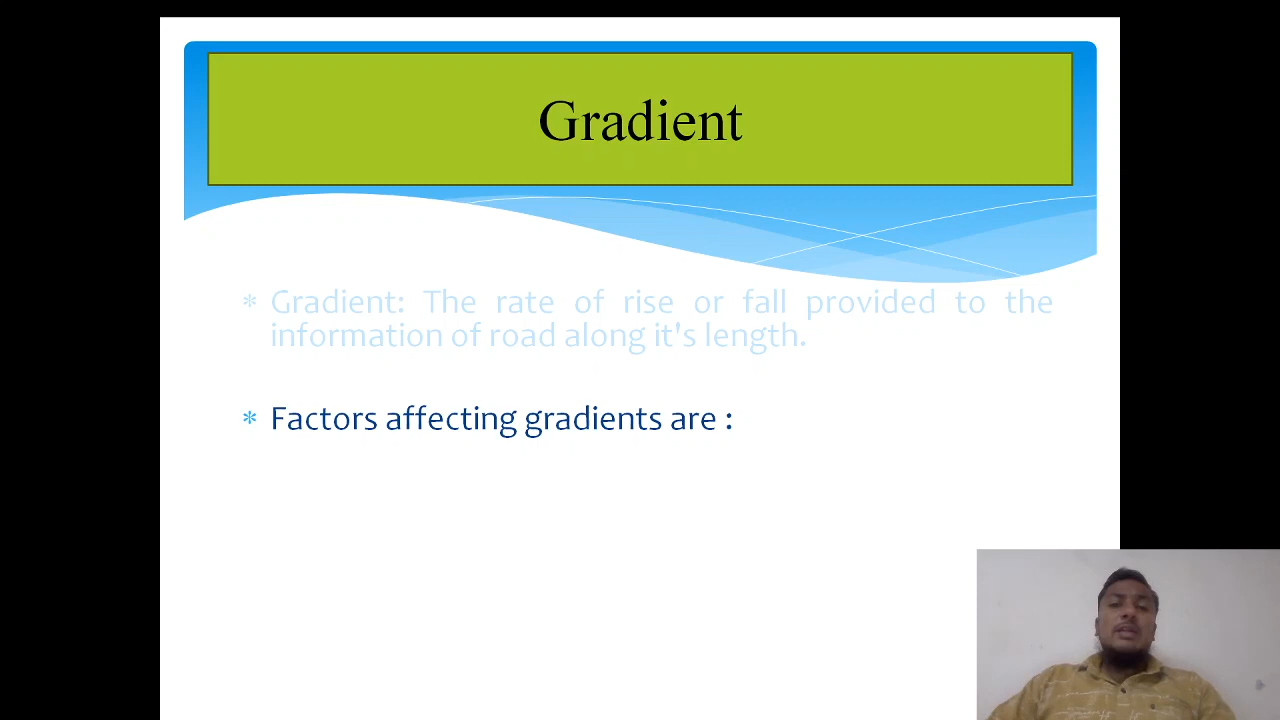 Gradient
* Gradient: The rate of rise or fall provided to the
information of road along it's length.
* Factors affecting gradients are :